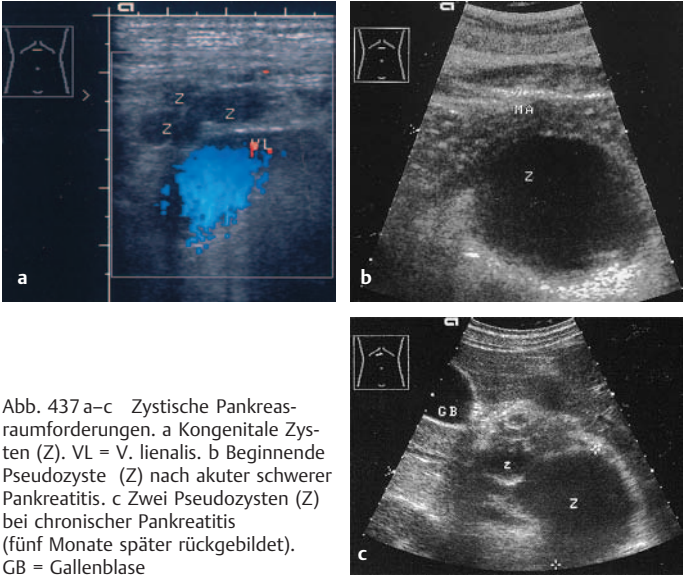 a
Z
Z
Z
VL
a
MA
Z
b
GB
z
Z
c
Abb. 437 a–c Zystische Pankreas-
raumforderungen. a Kongenitale Zys-
ten (Z). VL = V. lienalis. b Beginnende
Pseudozyste (Z) nach akuter schwerer
Pankreatitis. c Zwei Pseudozysten (Z)
bei chronischer Pankreatitis
(fünf Monate später rückgebildet).
GB = Gallenblase